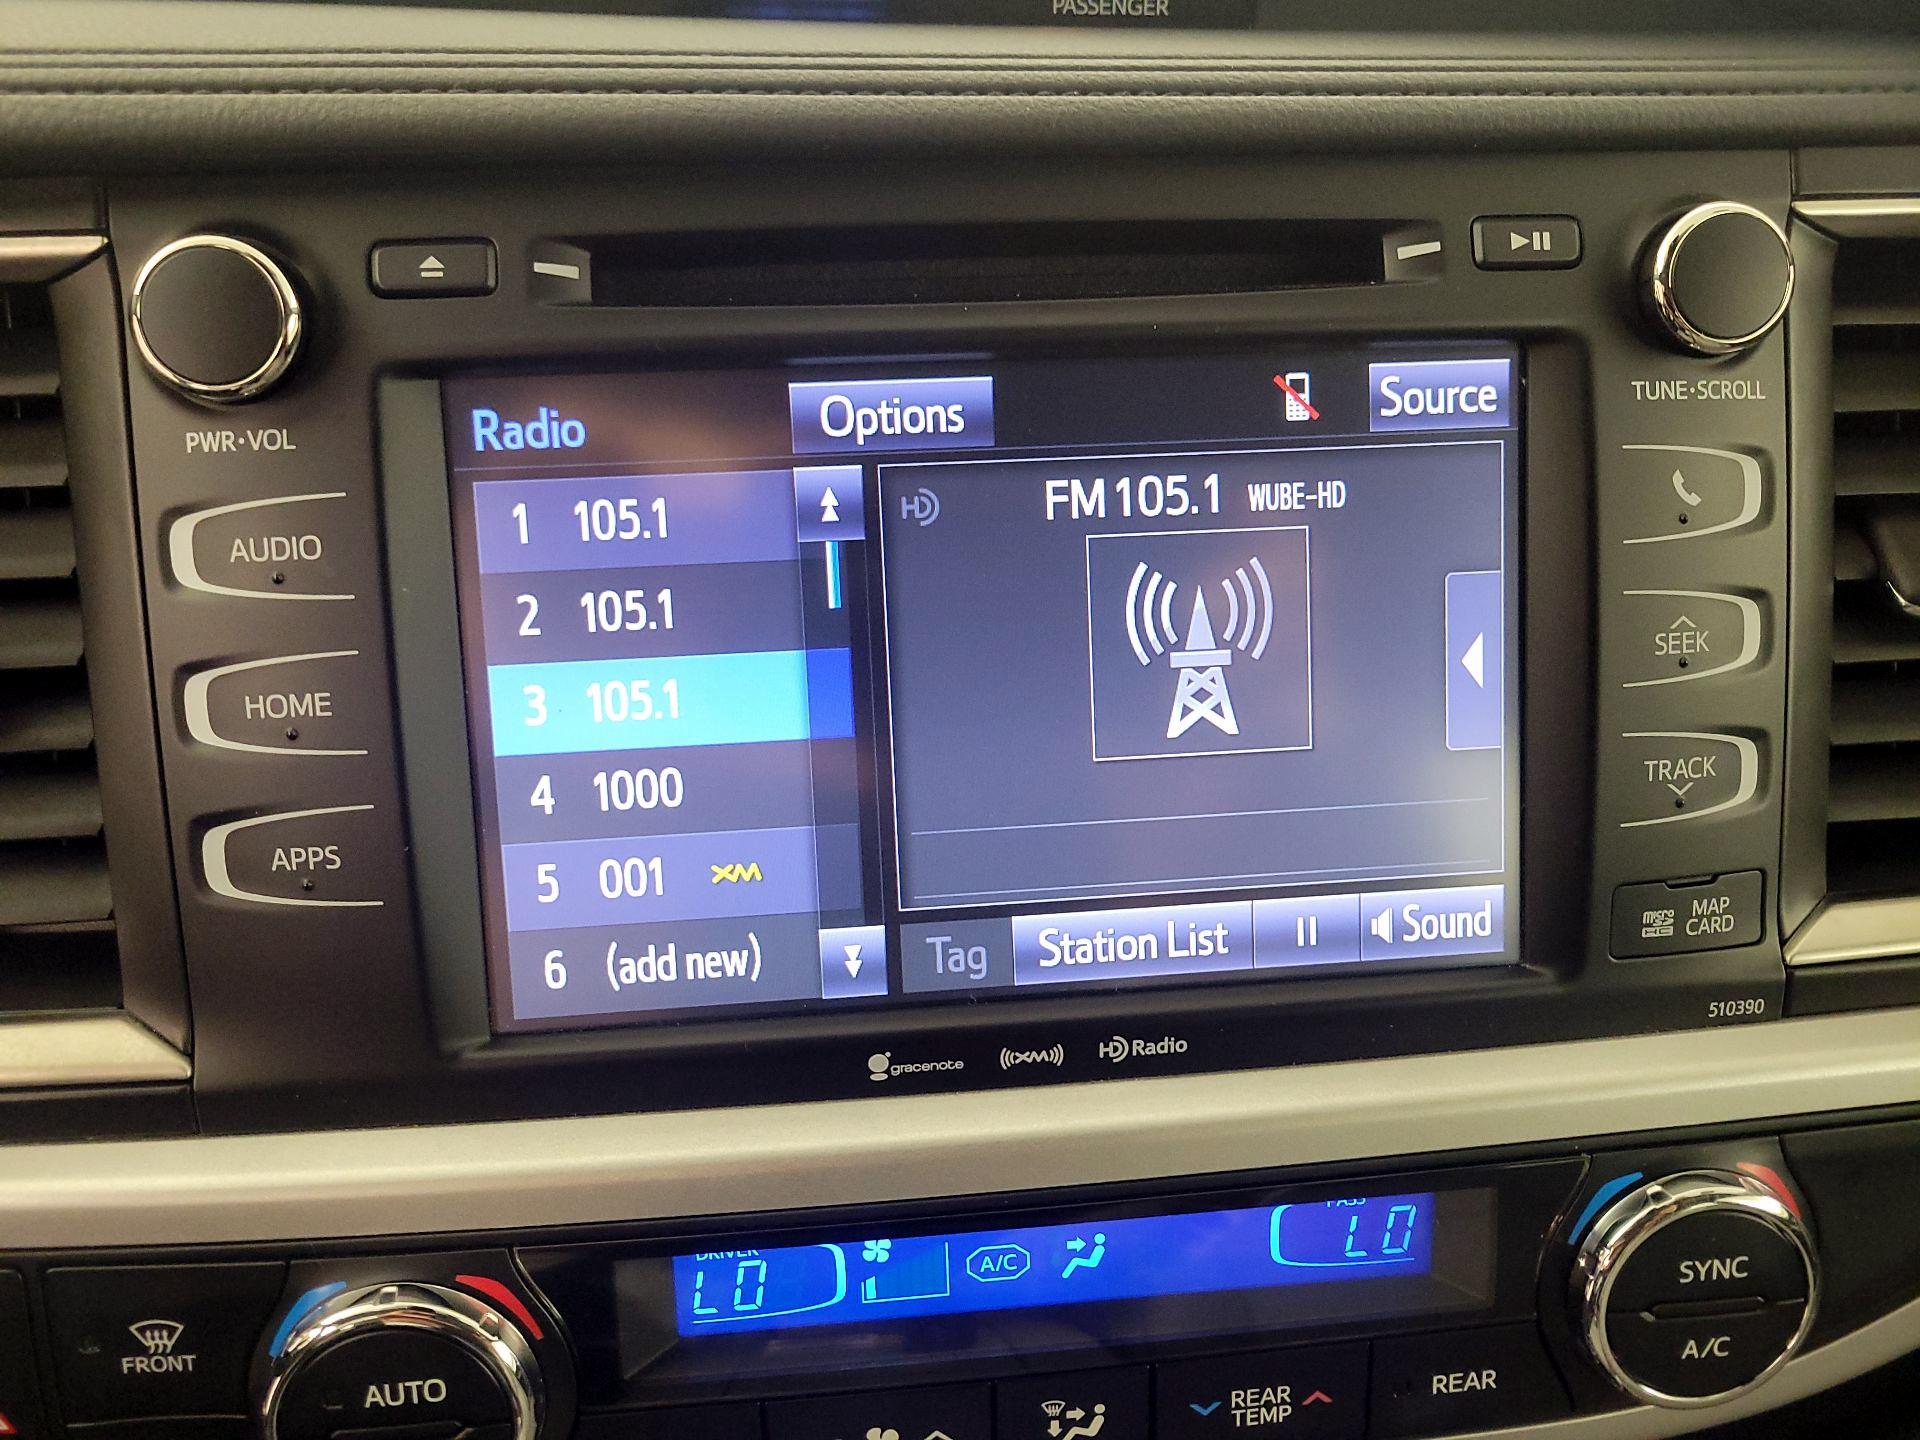 PASSENGER
PWR•VOL
TUNE•SCROLL
AUDIO
HOME
APPS
Radio
Options
Source
1 105.1
2 105.1
3 105.1
4 1000
5 001 XM
6 (add new)
HD FM 105.1 WUBE-HD
Tag
Station List
Sound
SEEK
TRACK
micro SD HC
MAP CARD
510390
gracenote
((XM))
HD Radio
DRIVER
LO
A/C
PASS
LO
FRONT
AUTO
REAR TEMP
REAR
SYNC
A/C